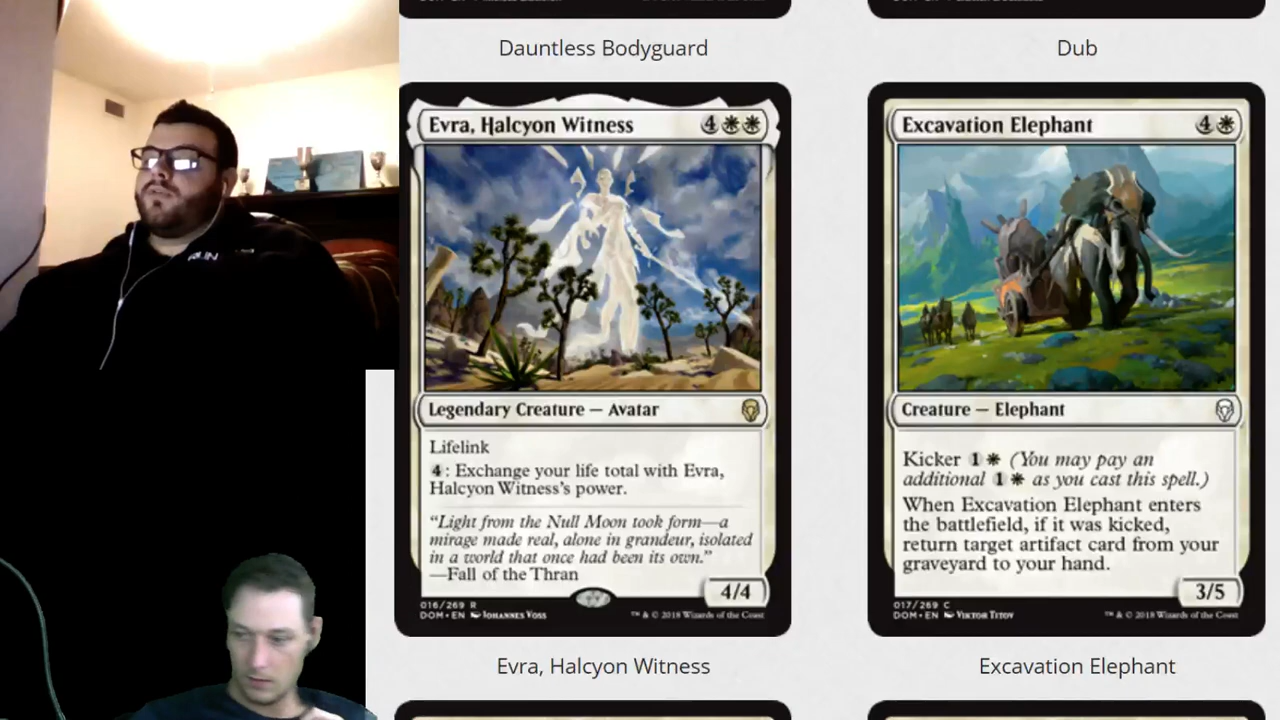 Dauntless Bodyguard
Dub
Evra, Halcyon Witness 4
Legendary Creature — Avatar
Lifelink
4: Exchange your life total with Evra,
Halcyon Witness's power.
"Light from the Null Moon took form—a
mirage made real, alone in grandeur, isolated
in a world that once had been its own."
—Fall of the Thran
4/4
016/269 R
DOM • EN Johannes Voss
™ & © 2018 Wizards of the Coast
Evra, Halcyon Witness
Excavation Elephant 4
Creature — Elephant
Kicker 1 (You may pay an
additional 1 as you cast this spell.)
When Excavation Elephant enters
the battlefield, if it was kicked,
return target artifact card from your
graveyard to your hand.
3/5
017/269 C
DOM • EN Viktor Titov
™ & © 2018 Wizards of the Coast
Excavation Elephant